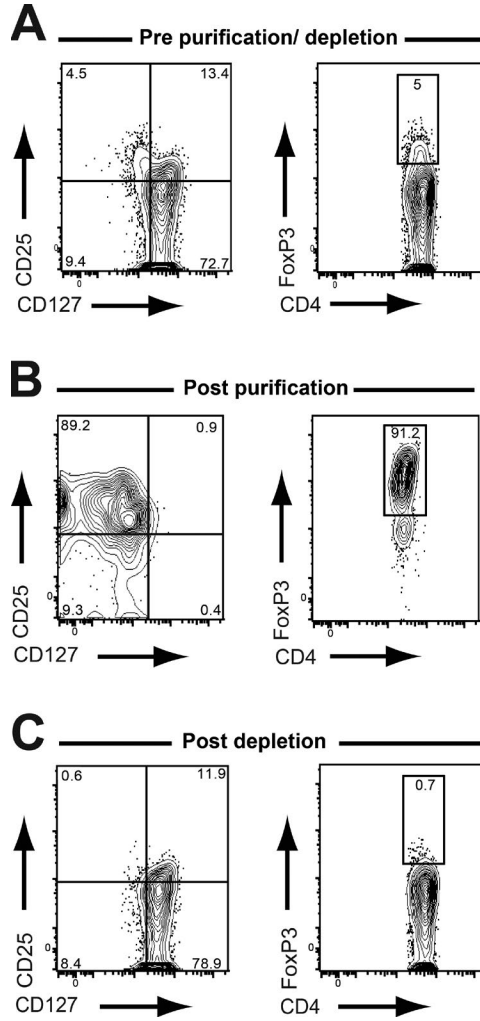 A
Pre purification/ depletion
4.5
13.4
9.4
72.7
0
0
CD25
CD127
5
0
0
FoxP3
CD4
B
Post purification
89.2
0.9
9.3
0.4
0
0
CD25
CD127
91.2
0
0
FoxP3
CD4
C
Post depletion
0.6
11.9
8.4
78.9
0
0
CD25
CD127
0.7
0
0
FoxP3
CD4